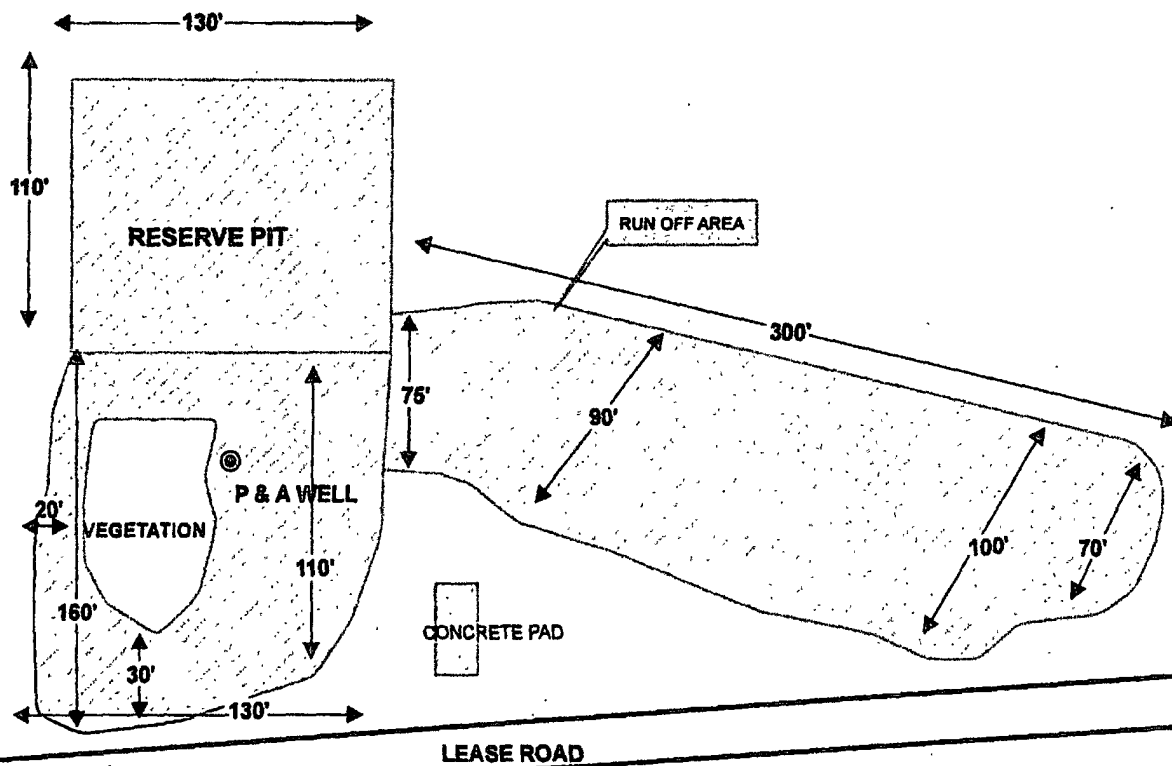 130'
110'
RESERVE PIT
RUN OFF AREA
300'
75'
90'
P & A WELL
20'
VEGETATION
110'
100'
70'
160'
CONCRETE PAD
30'
130'
LEASE ROAD